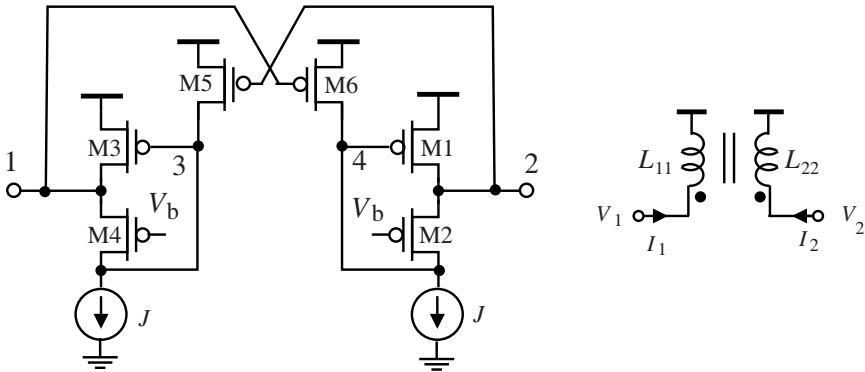 M5 M6
1 M3 3 4 M1 2
V_b V_b
M4 M2
J J
L_11 L_22
V_1 V_2
I_1 I_2